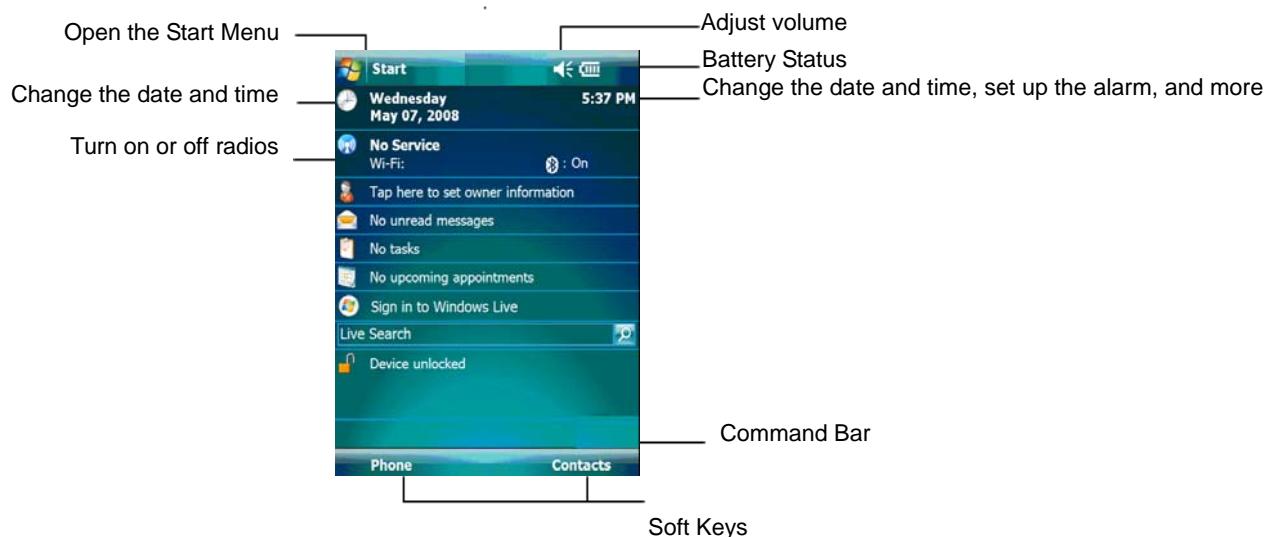 Open the Start Menu
Adjust volume
Battery Status
Change the date and time
Change the date and time, set up the alarm, and more
Turn on or off radios
Start
Wednesday 5:37 PM
May 07, 2008
No Service
Wi-Fi: : On
Tap here to set owner information
No unread messages
No tasks
No upcoming appointments
Sign in to Windows Live
Live Search
Device unlocked
Command Bar
Phone Contacts
Soft Keys